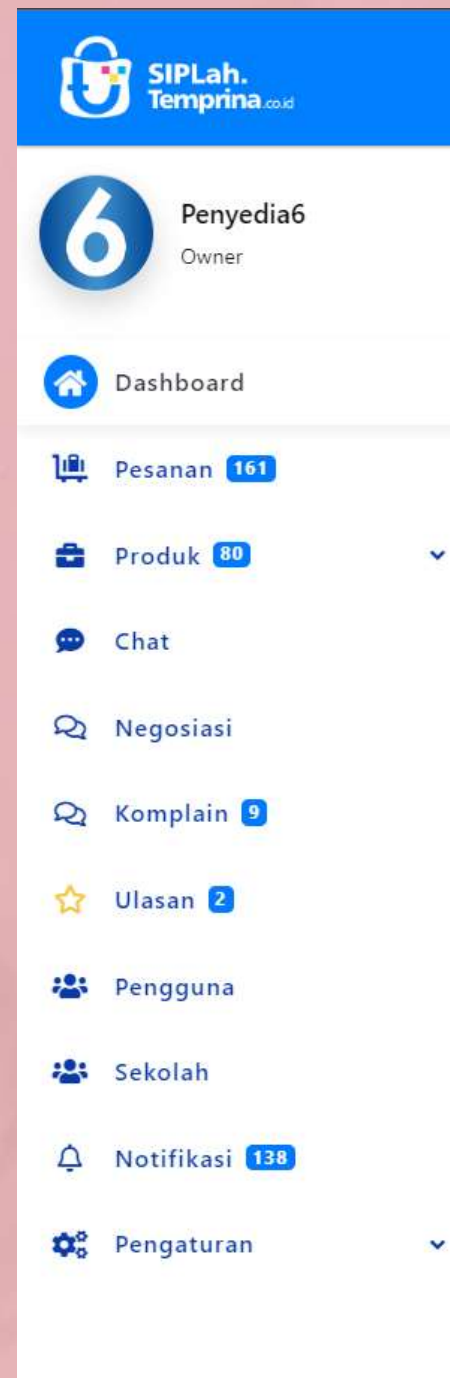 SIPLah.
Temprina.co.id
6
Penyedia6
Owner
Dashboard
Pesanan 161
Produk 80
Chat
Negosiasi
Komplain 9
Ulasan 2
Pengguna
Sekolah
Notifikasi 138
Pengaturan